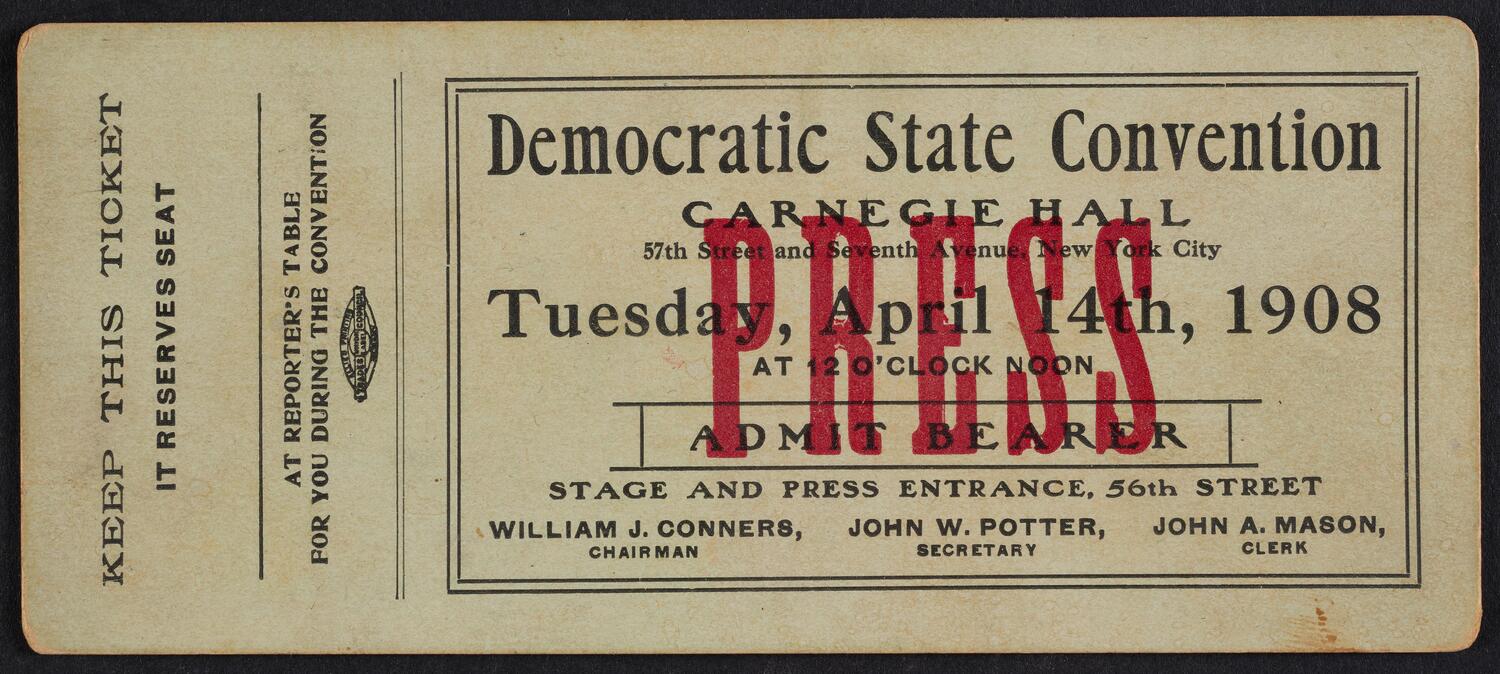 KEEP THIS TICKET
IT RESERVES SEAT
AT REPORTER'S TABLE
FOR YOU DURING THE CONVENTION
Democratic State Convention
CARNEGIE HALL
57th Street and Seventh Avenue, New York City
Tuesday, April 14th, 1908
AT 12 O'CLOCK NOON
PRESS
ADMIT BEARER
STAGE AND PRESS ENTRANCE, 56th STREET
WILLIAM J. CONNERS, JOHN W. POTTER, JOHN A. MASON,
CHAIRMAN SECRETARY CLERK